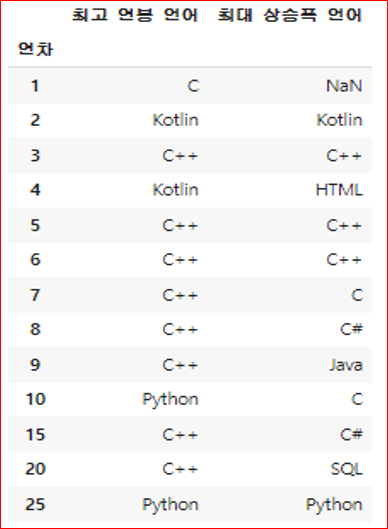 최고 연봉 언어 최대 상승폭 언어
연차
1 C NaN
2 Kotlin Kotlin
3 C++ C++
4 Kotlin HTML
5 C++ C++
6 C++ C++
7 C++ C
8 C++ C#
9 C++ Java
10 Python C
15 C++ C#
20 C++ SQL
25 Python Python